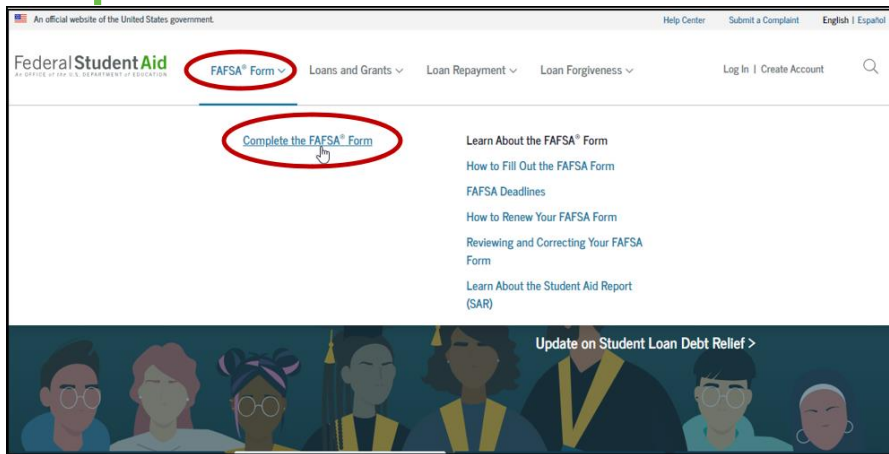 An official website of the United States government.
Help Center Submit a Complaint English | Español
Federal Student Aid
An OFFICE of the U.S. DEPARTMENT of EDUCATION
FAFSA® Form Loans and Grants Loan Repayment Loan Forgiveness Log In | Create Account
Complete the FAFSA® Form
Learn About the FAFSA® Form
How to Fill Out the FAFSA Form
FAFSA Deadlines
How to Renew Your FAFSA Form
Reviewing and Correcting Your FAFSA
Form
Learn About the Student Aid Report
(SAR)
Update on Student Loan Debt Relief >